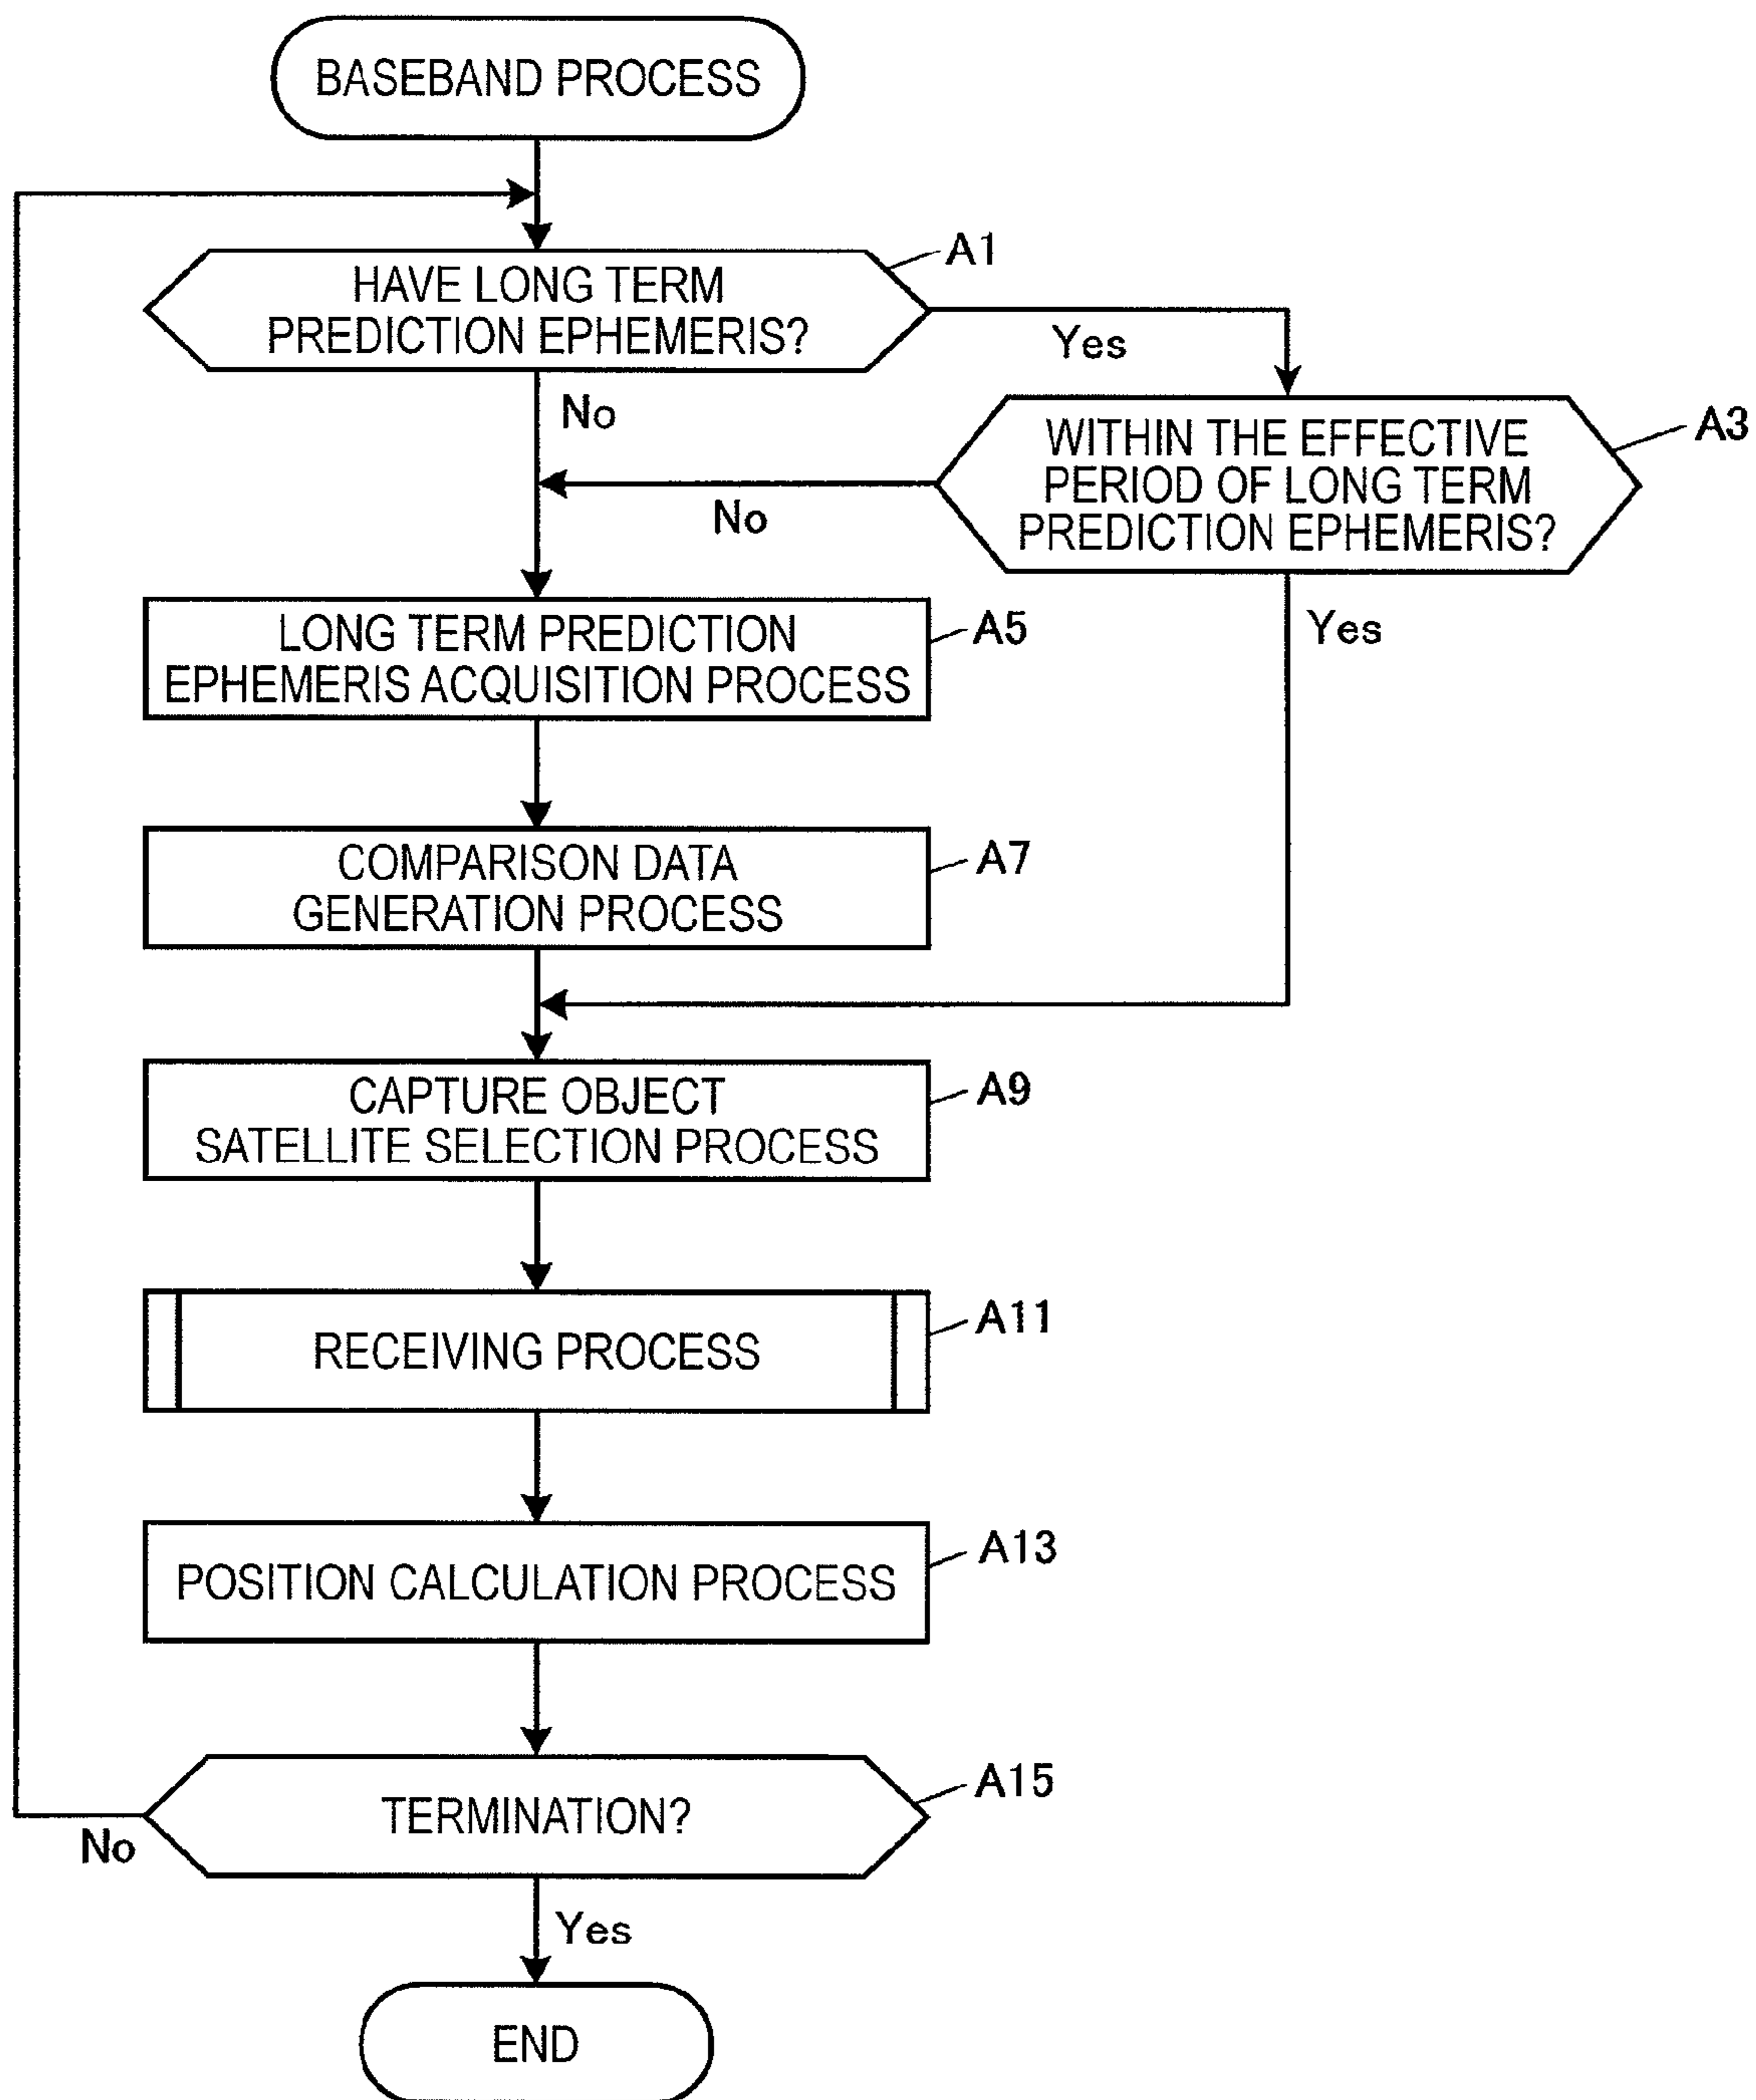 BASEBAND PROCESS
A1
HAVE LONG TERM
PREDICTION EPHEMERIS?
Yes
No
A3
WITHIN THE EFFECTIVE
PERIOD OF LONG TERM
PREDICTION EPHEMERIS?
No
Yes
LONG TERM PREDICTION
EPHEMERIS ACQUISITION PROCESS
A5
COMPARISON DATA
GENERATION PROCESS
A7
CAPTURE OBJECT
SATELLITE SELECTION PROCESS
A9
RECEIVING PROCESS
A11
POSITION CALCULATION PROCESS
A13
TERMINATION?
A15
No
Yes
END